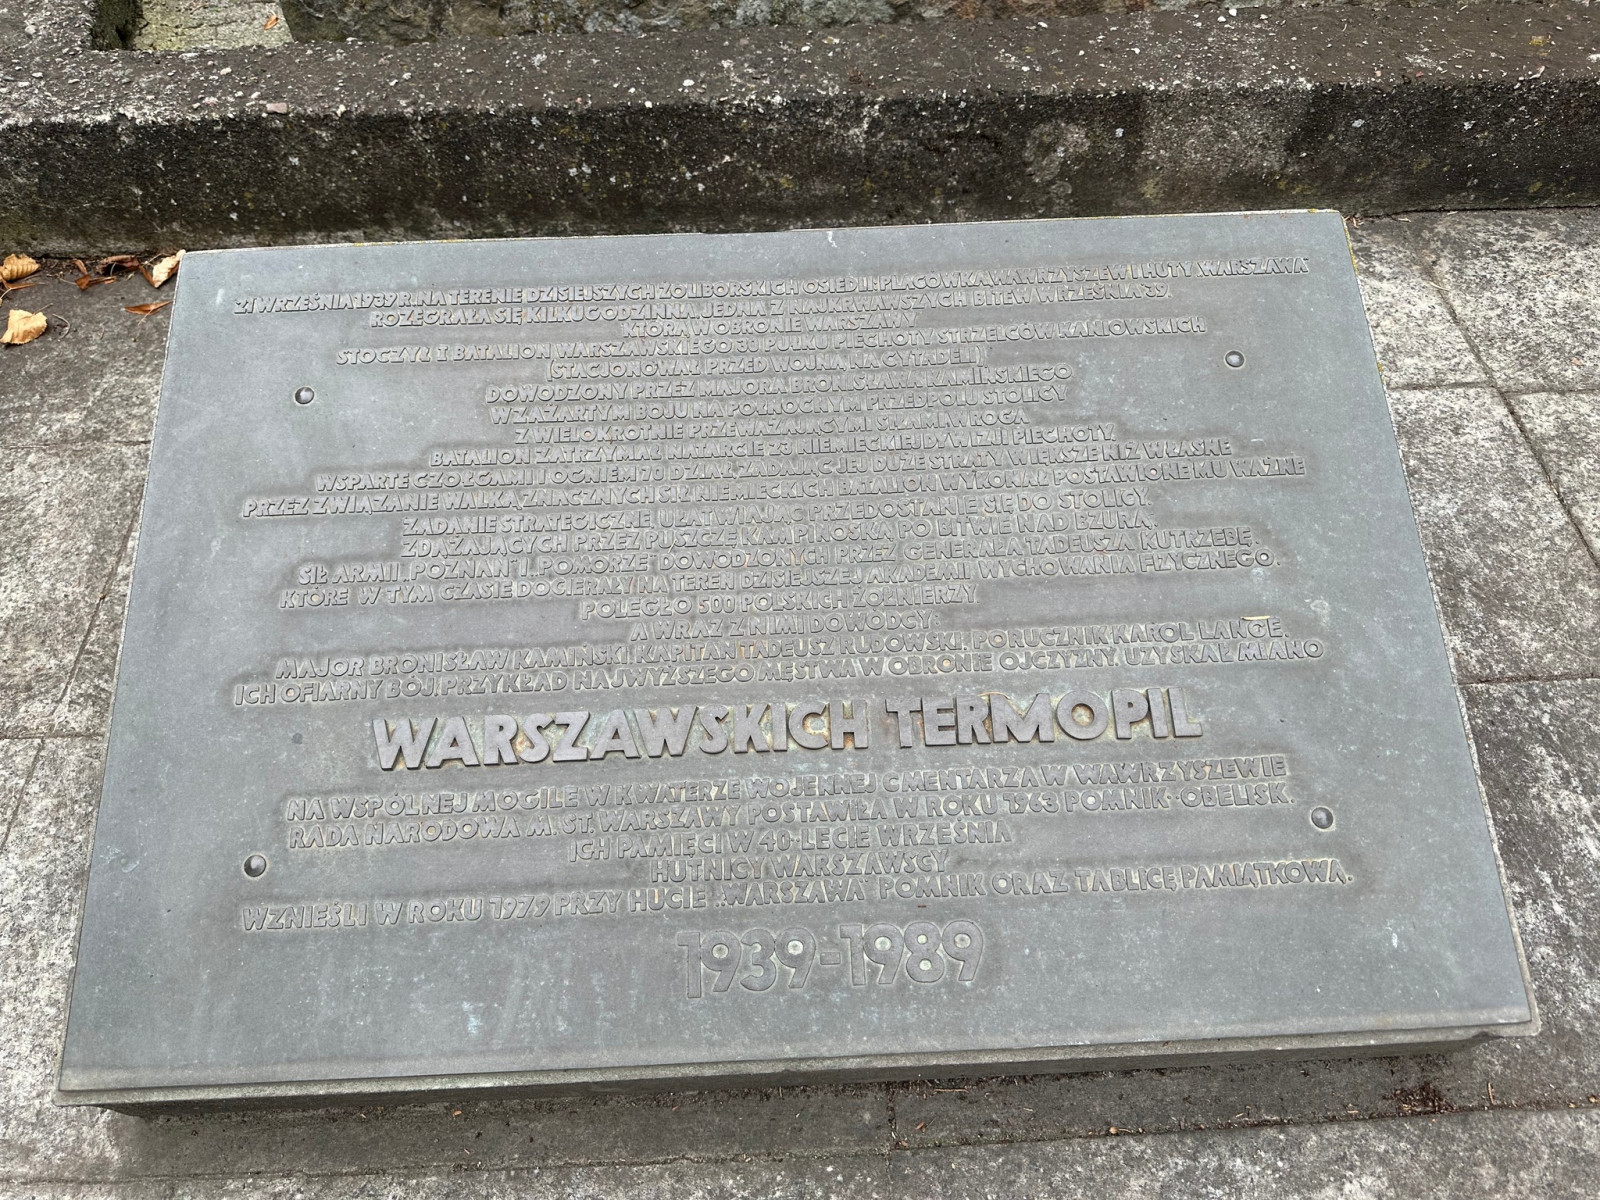 21 WRZEŚNIA 1939 R. NA TERENIE DZISIEJSZYCH ŻOLIBORSKICH OSIEDLI: PLACÓWKA, WAWRZYSZEW I HUTY „WARSZAWA”
ROZEGRAŁA SIĘ KILKUGODZINNA, JEDNA Z NAJKRWAWSZYCH BITEW WRZEŚNIA 39.
KTÓRĄ W OBRONIE WARSZAWY
STOCZYŁ I BATALION WARSZAWSKIEGO 30 PUŁKU PIECHOTY STRZELCÓW KANIOWSKICH
(STACJONOWAŁ PRZED WOJNĄ NA CYTADELI)
DOWODZONY PRZEZ MAJORA BRONISŁAWA KAMIŃSKIEGO
W ZAŻARTYM BOJU NA PÓŁNOCNYM PRZEDPOLU STOLICY
Z WIELOKROTNIE PRZEWAŻAJĄCYMI SIŁAMI WROGA
BATALION ZATRZYMAŁ NATARCIE 23 NIEMIECKIEJ DYWIZJI PIECHOTY,
WSPARTE CZOŁGAMI I OGNIEM 70 DZIAŁ, ZADAJĄC JEJ DUŻE STRATY WIĘKSZE NIŻ WŁASNE
PRZEZ ZWIĄZANIE WALKĄ ZNACZNYCH SIŁ NIEMIECKICH BATALION WYKONAŁ POSTAWIONE MU WAŻNE
ZADANIE STRATEGICZNE, UŁATWIAJĄC PRZEDOSTANIE SIĘ DO STOLICY,
ZDĄŻAJĄCYCH PRZEZ PUSZCZĘ KAMPINOSKĄ PO BITWIE NAD BZURĄ,
SIŁ ARMII „POZNAŃ” I „POMORZE” DOWODZONYCH PRZEZ GENERAŁA TADEUSZA KUTRZEBĘ,
KTÓRE W TYM CZASIE DOCIERAŁY NA TEREN DZISIEJSZEJ AKADEMII WYCHOWANIA FIZYCZNEGO.
POLEGŁO 500 POLSKICH ŻOŁNIERZY
A WRAZ Z NIMI DOWÓDCY:
MAJOR BRONISŁAW KAMIŃSKI, KAPITAN TADEUSZ RUDOWSKI, PORUCZNIK KAROL LANGE.
ICH OFIARNY BÓJ, PRZYKŁAD NAJWYŻSZEGO MĘSTWA W OBRONIE OJCZYZNY, UZYSKAŁ MIANO
WARSZAWSKICH TERMOPIL
NA WSPÓLNEJ MOGILE W KWATERZE WOJENNEJ CMENTARZA W WAWRZYSZEWIE
RADA NARODOWA M. ST. WARSZAWY POSTAWIŁA W ROKU 1963 POMNIK-OBELISK.
ICH PAMIĘCI W 40-LECIE WRZEŚNIA
HUTNICY WARSZAWSCY
WZNIEŚLI W ROKU 1979 PRZY HUCIE „WARSZAWA” POMNIK ORAZ TABLICĘ PAMIĄTKOWĄ.
1939-1989